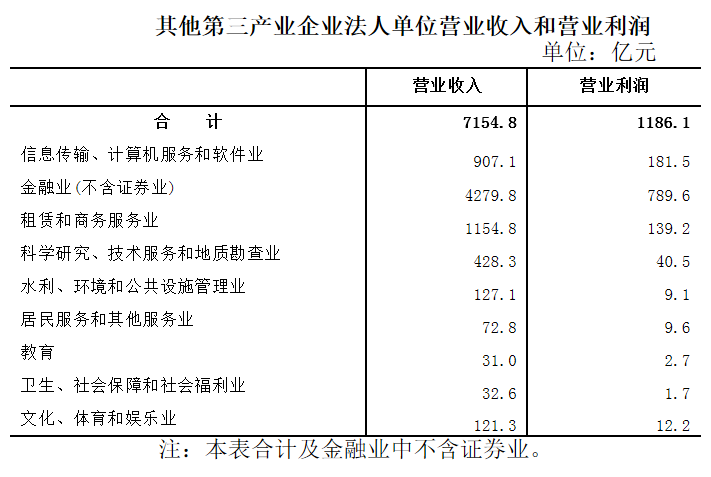 其他第三产业企业法人单位营业收入和营业利润
单位：亿元
营业收入 营业利润
合 计 7154.8 1186.1
信息传输、计算机服务和软件业 907.1 181.5
金融业(不含证券业) 4279.8 789.6
租赁和商务服务业 1154.8 139.2
科学研究、技术服务和地质勘查业 428.3 40.5
水利、环境和公共设施管理业 127.1 9.1
居民服务和其他服务业 72.8 9.6
教育 31.0 2.7
卫生、社会保障和社会福利业 32.6 1.7
文化、体育和娱乐业 121.3 12.2
注：本表合计及金融业中不含证券业。